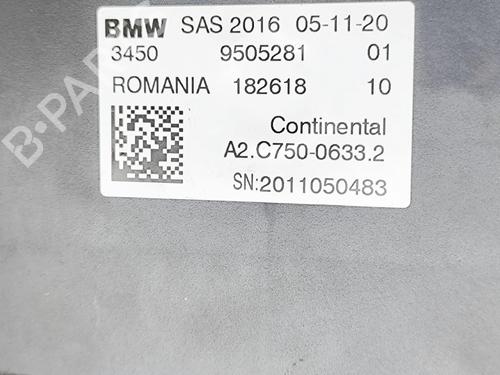 BMW SAS 2016 05-11-20
3450 9505281 01
ROMANIA 182618 10
Continental
A2.C750-0633.2
SN:2011050483
B-PARTS